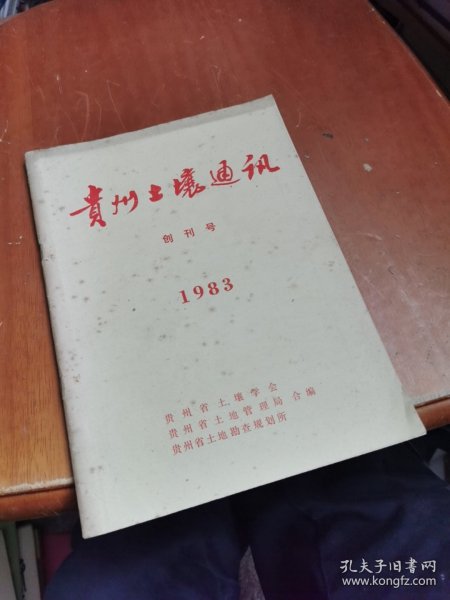 貴州土壤通讯
创刊号
1983
贵州省土壤学会
贵州省土地管理局 合编
贵州省土地勘查规划所
孔夫子旧书网
www.kongfz.com